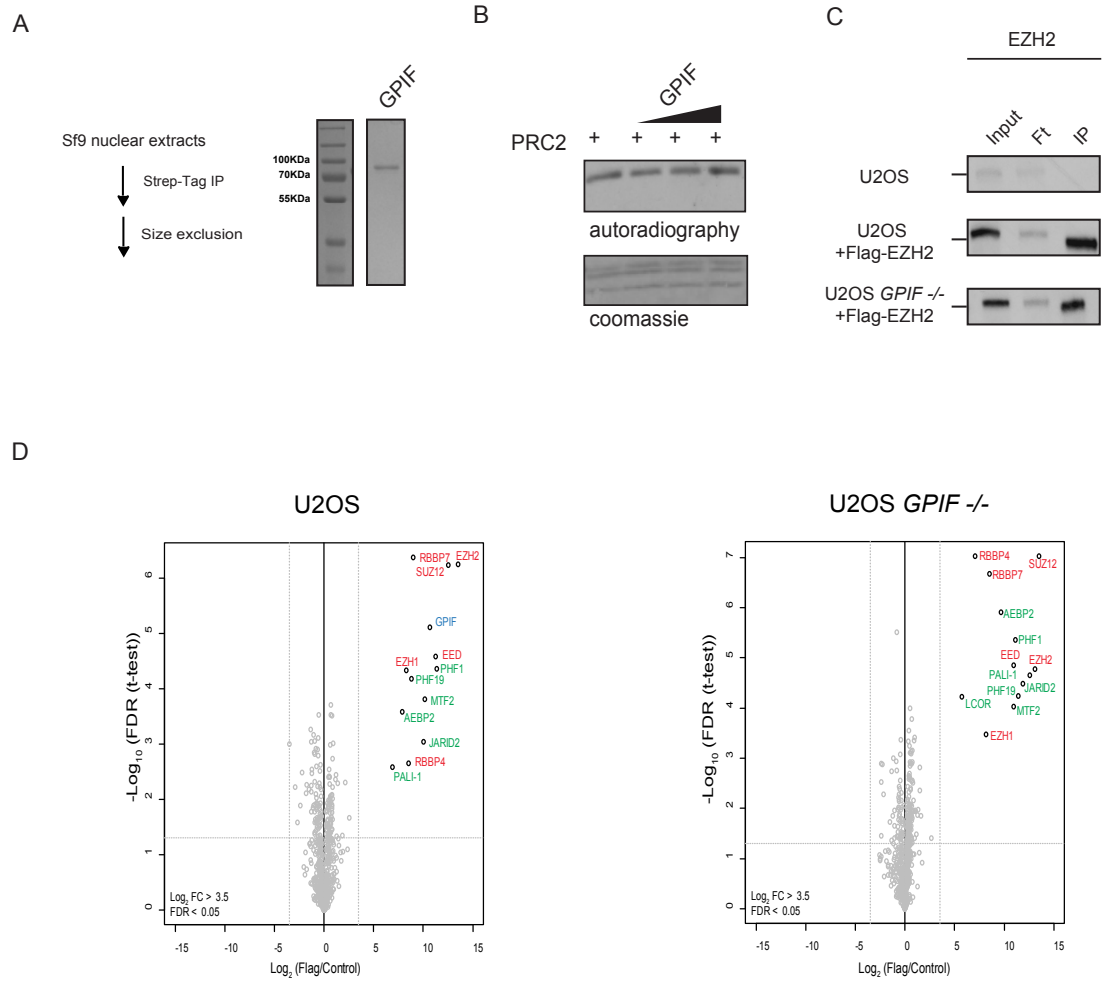 A
GPIF
Sf9 nuclear extracts
Strep-Tag IP
Size exclusion
100KDa
70KDa
55KDa
B
GPIF
PRC2 + + + +
autoradiography
coomassie
C
EZH2
Input Ft IP
U2OS
U2OS
+Flag-EZH2
U2OS GPIF -/-
+Flag-EZH2
D
U2OS
-Log10 (FDR (t-test))
6
5
4
3
2
1
0
RBBP7
EZH2
SUZ12
GPIF
EED
EZH1
PHF1
PHF19
MTF2
AEBP2
JARID2
RBBP4
PALI-1
Log2 FC > 3.5
FDR < 0.05
-15 -10 -5 0 5 10 15
Log2 (Flag/Control)
U2OS GPIF -/-
-Log10 (FDR (t-test))
7
6
5
4
3
2
1
0
RBBP4
SUZ12
RBBP7
AEBP2
PHF1
EED
EZH2
PALI-1
PHF19
JARID2
LCOR
MTF2
EZH1
Log2 FC > 3.5
FDR < 0.05
-15 -10 -5 0 5 10 15
Log2 (Flag/Control)